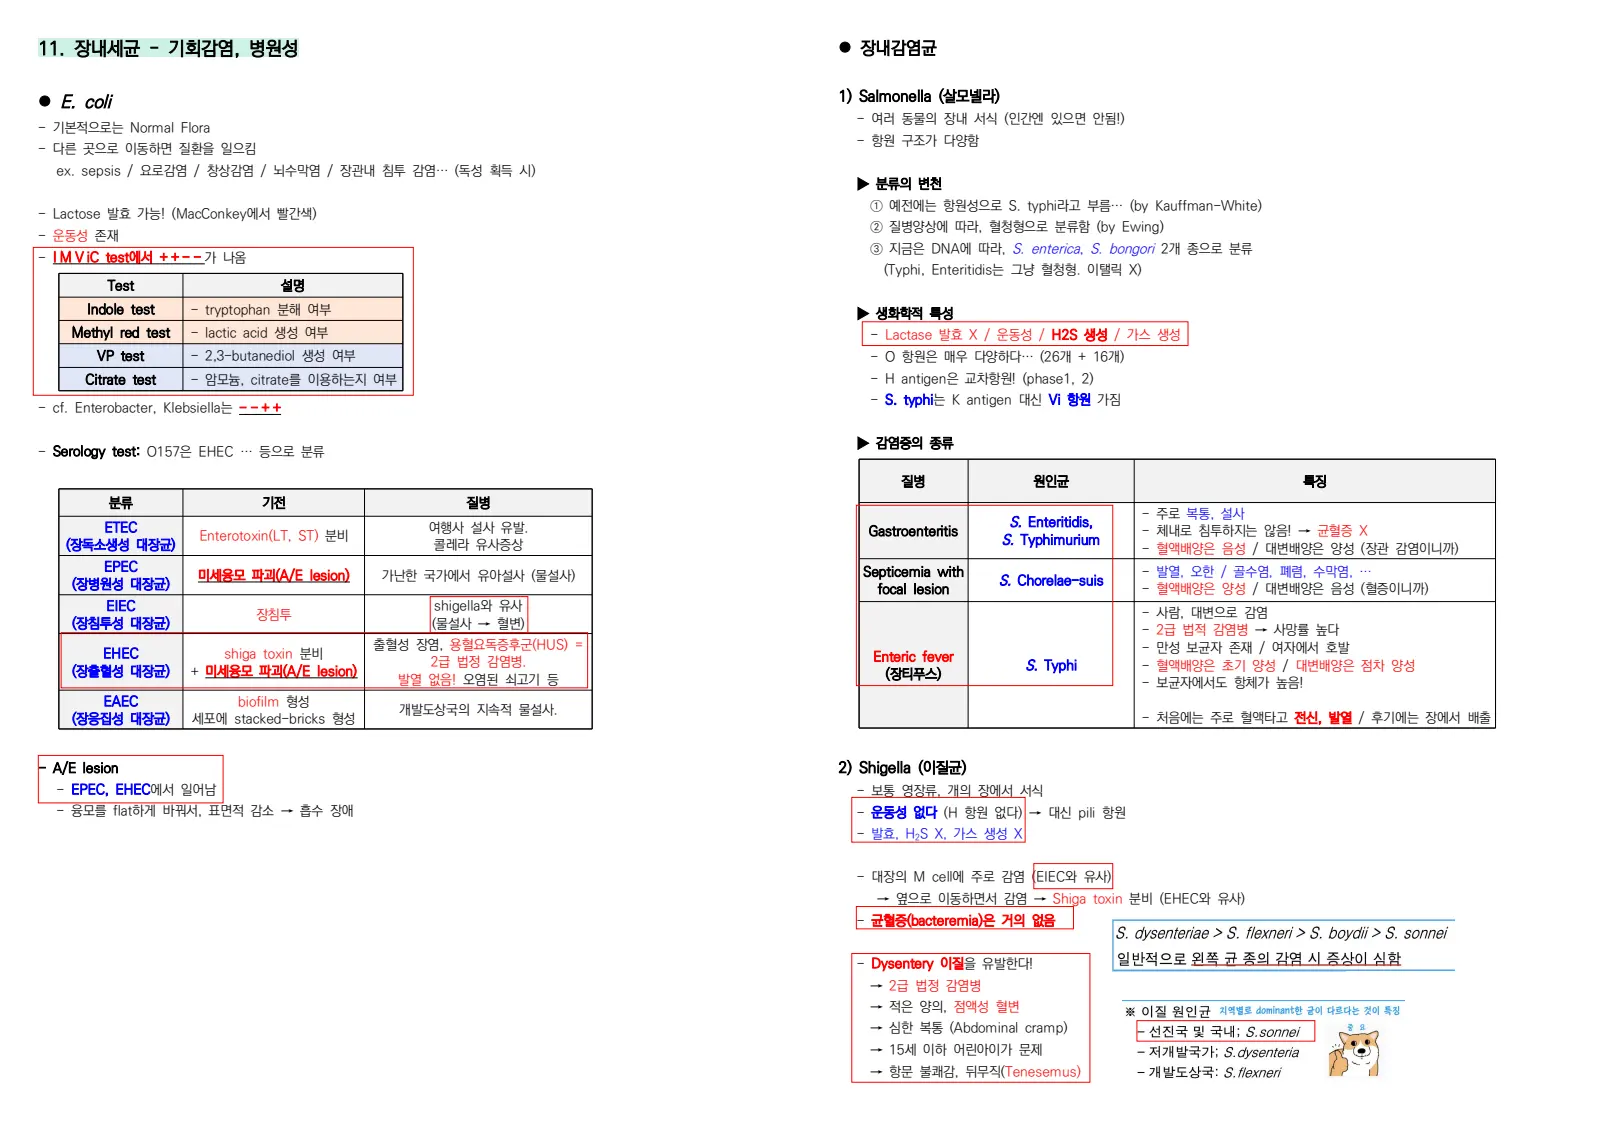 11. 장내세균 - 기회감염, 병원성
● E. coli
- 기본적으로는 Normal Flora
- 다른 곳으로 이동하면 질환을 일으킴
ex. sepsis / 요로감염 / 창상감염 / 뇌수막염 / 장관내 침투 감염… (독성 획득 시)
- Lactose 발효 가능! (MacConkey에서 빨간색)
- 운동성 존재
- I M V iC test에서 + + - - 가 나옴
Test 설명
Indole test - tryptophan 분해 여부
Methyl red test - lactic acid 생성 여부
VP test - 2,3-butanediol 생성 여부
Citrate test - 암모늄, citrate를 이용하는지 여부
- cf. Enterobacter, Klebsiella는 - - + +
- Serology test: O157은 EHEC … 등으로 분류
분류 기전 질병
ETEC
(장독소생성 대장균)
Enterotoxin(LT, ST) 분비
여행사 설사 유발.
콜레라 유사증상
EPEC
(장병원성 대장균)
미세융모 파괴(A/E lesion)
가난한 국가에서 유아설사 (물설사)
EIEC
(장침투성 대장균)
장침투
shigella와 유사
(물설사 → 혈변)
EHEC
(장출혈성 대장균)
shiga toxin 분비
+ 미세융모 파괴(A/E lesion)
출혈성 장염, 용혈요독증후군(HUS) =
2급 법정 감염병.
발열 없음! 오염된 쇠고기 등
EAEC
(장응집성 대장균)
biofilm 형성
세포에 stacked-bricks 형성
개발도상국의 지속적 물설사.
- A/E lesion
- EPEC, EHEC에서 일어남
- 융모를 flat하게 바꿔서, 표면적 감소 → 흡수 장애
● 장내감염균
1) Salmonella (살모넬라)
- 여러 동물의 장내 서식 (인간엔 있으면 안됨!)
- 항원 구조가 다양함
▶ 분류의 변천
① 예전에는 항원성으로 S. typhi라고 부름… (by Kauffman-White)
② 질병양상에 따라, 혈청형으로 분류함 (by Ewing)
③ 지금은 DNA에 따라, S. enterica, S. bongori 2개 종으로 분류
(Typhi, Enteritidis는 그냥 혈청형. 이탤릭 X)
▶ 생화학적 특성
- Lactase 발효 X / 운동성 / H2S 생성 / 가스 생성
- O 항원은 매우 다양하다… (26개 + 16개)
- H antigen은 교차항원! (phase1, 2)
- S. typhi는 K antigen 대신 Vi 항원 가짐
▶ 감염증의 종류
질병 원인균 특징
Gastroenteritis
S. Enteritidis,
S. Typhimurium
- 주로 복통, 설사
- 체내로 침투하지는 않음! → 균혈증 X
- 혈액배양은 음성 / 대변배양은 양성 (장관 감염이니까)
Septicemia with
focal lesion
S. Chorelae-suis
- 발열, 오한 / 골수염, 폐렴, 수막염, …
- 혈액배양은 양성 / 대변배양은 음성 (혈증이니까)
Enteric fever
(장티푸스)
S. Typhi
- 사람, 대변으로 감염
- 2급 법적 감염병 → 사망률 높다
- 만성 보균자 존재 / 여자에서 호발
- 혈액배양은 초기 양성 / 대변배양은 점차 양성
- 보균자에서도 항체가 높음!
- 처음에는 주로 혈액타고 전신, 발열 / 후기에는 장에서 배출
2) Shigella (이질균)
- 보통 영장류, 개의 장에서 서식
- 운동성 없다 (H 항원 없다) → 대신 pili 항원
- 발효, H₂S X, 가스 생성 X
- 대장의 M cell에 주로 감염 (EIEC와 유사)
→ 옆으로 이동하면서 감염 → Shiga toxin 분비 (EHEC와 유사)
- 균혈증(bacteremia)은 거의 없음
- Dysentery 이질을 유발한다!
→ 2급 법정 감염병
→ 적은 양의, 점액성 혈변
→ 심한 복통 (Abdominal cramp)
→ 15세 이하 어린아이가 문제
→ 항문 불쾌감, 뒤무직(Tenesemus)
S. dysenteriae > S. flexneri > S. boydii > S. sonnei
일반적으로 왼쪽 균 종의 감염 시 증상이 심함
※ 이질 원인균 지역별로 dominant한 균이 다르다는 것이 특징
- 선진국 및 국내; S.sonnei
- 저개발국가; S.dysenteria
- 개발도상국: S.flexneri
중요